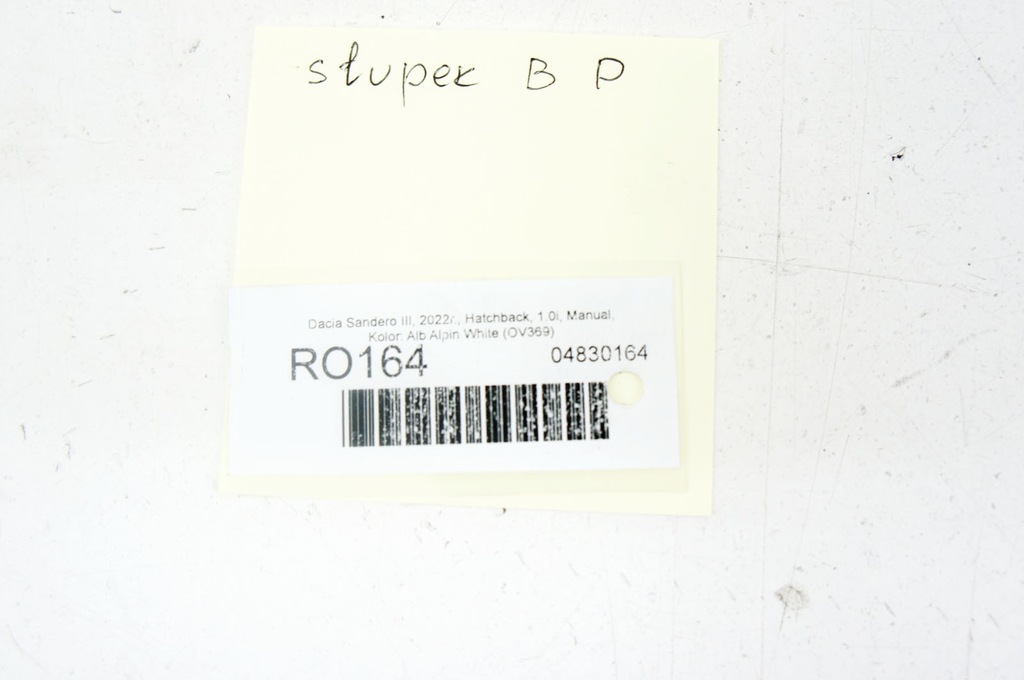 słupek B P
Dacia Sandero III, 2022r., Hatchback, 1.0i, Manual,
Kolor: Alb Alpin White (OV369)
RO164 04830164